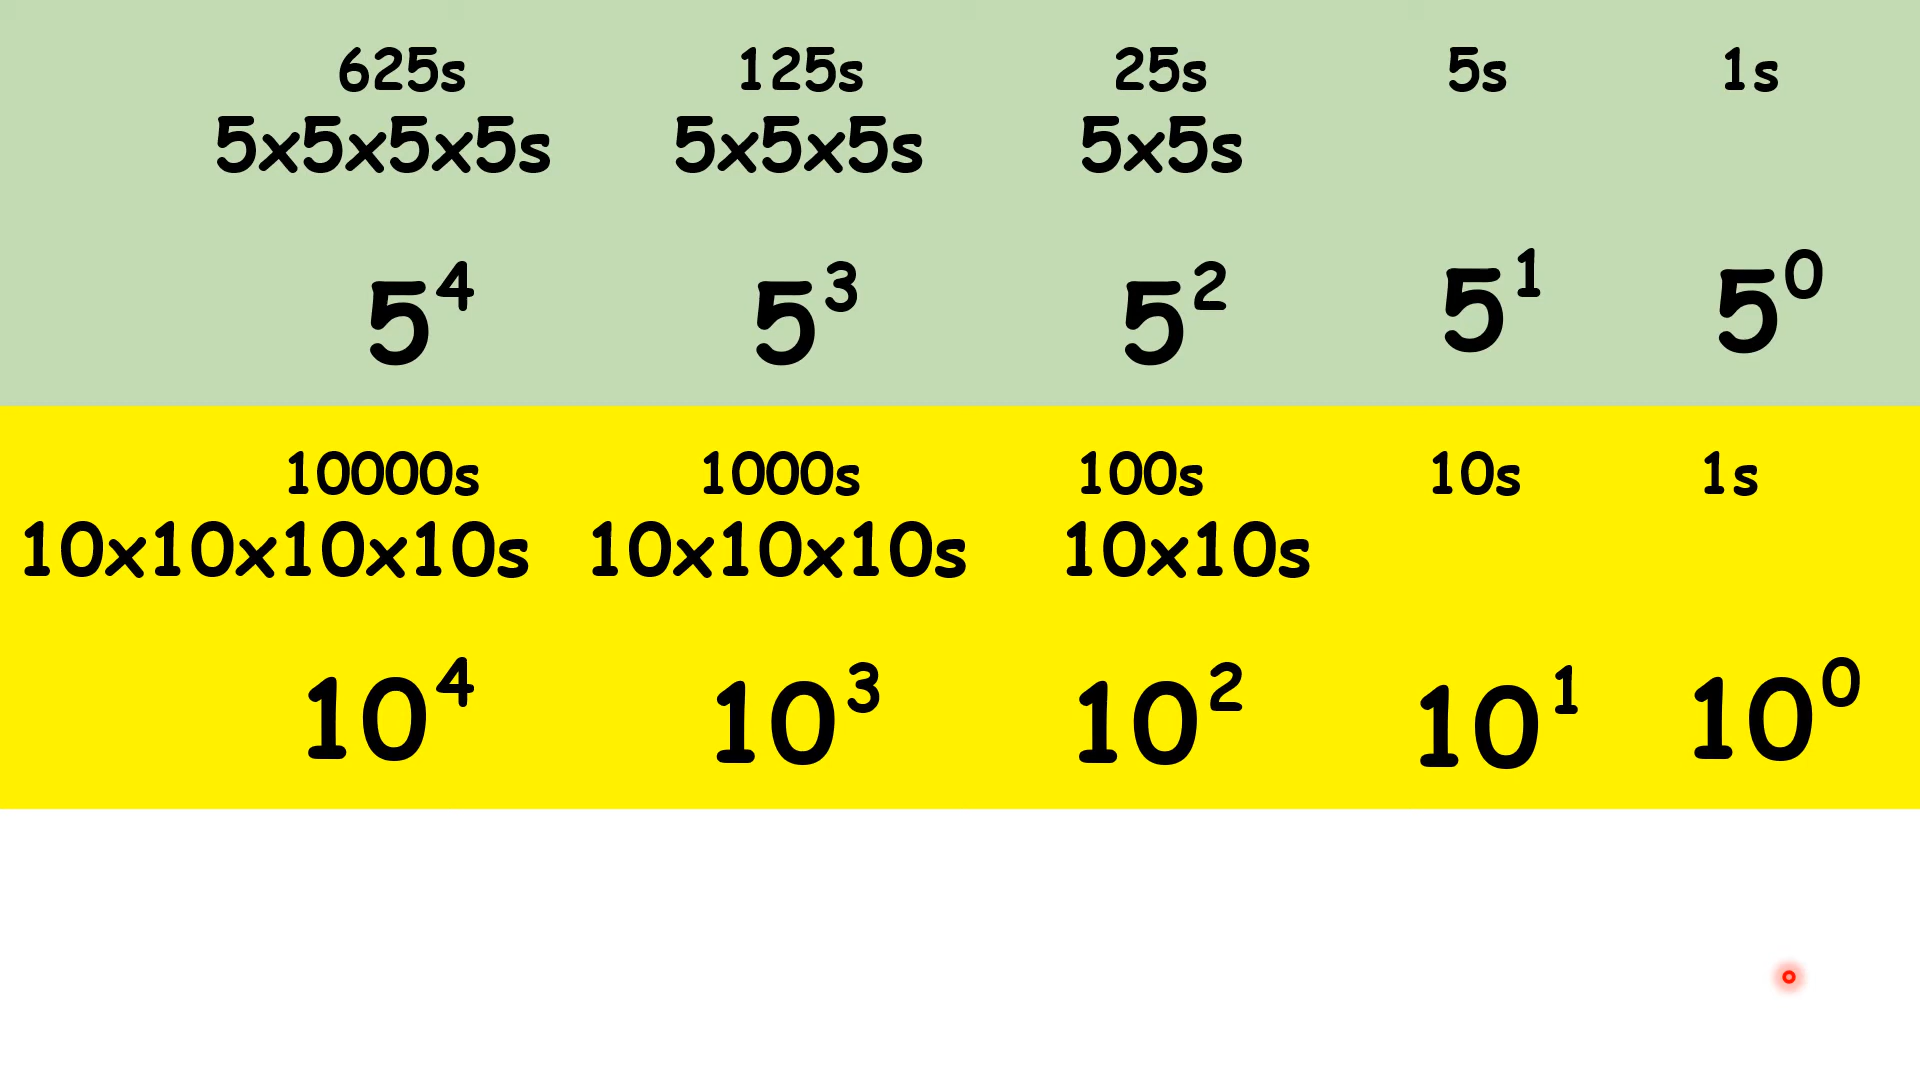 625s 125s 25s 5s 1s
5x5x5x5s 5x5x5s 5x5s
5⁴ 5³ 5² 5¹ 5⁰
10000s 1000s 100s 10s 1s
10x10x10x10s 10x10x10s 10x10s
10⁴ 10³ 10² 10¹ 10⁰